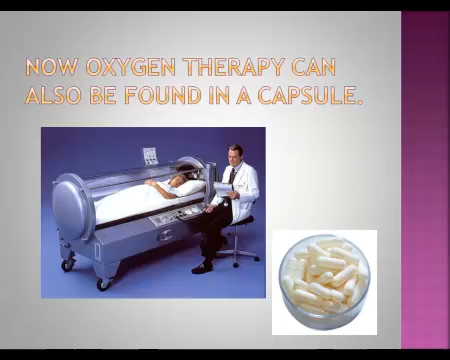 NOW OXYGEN THERAPY CAN
ALSO BE FOUND IN A CAPSULE.